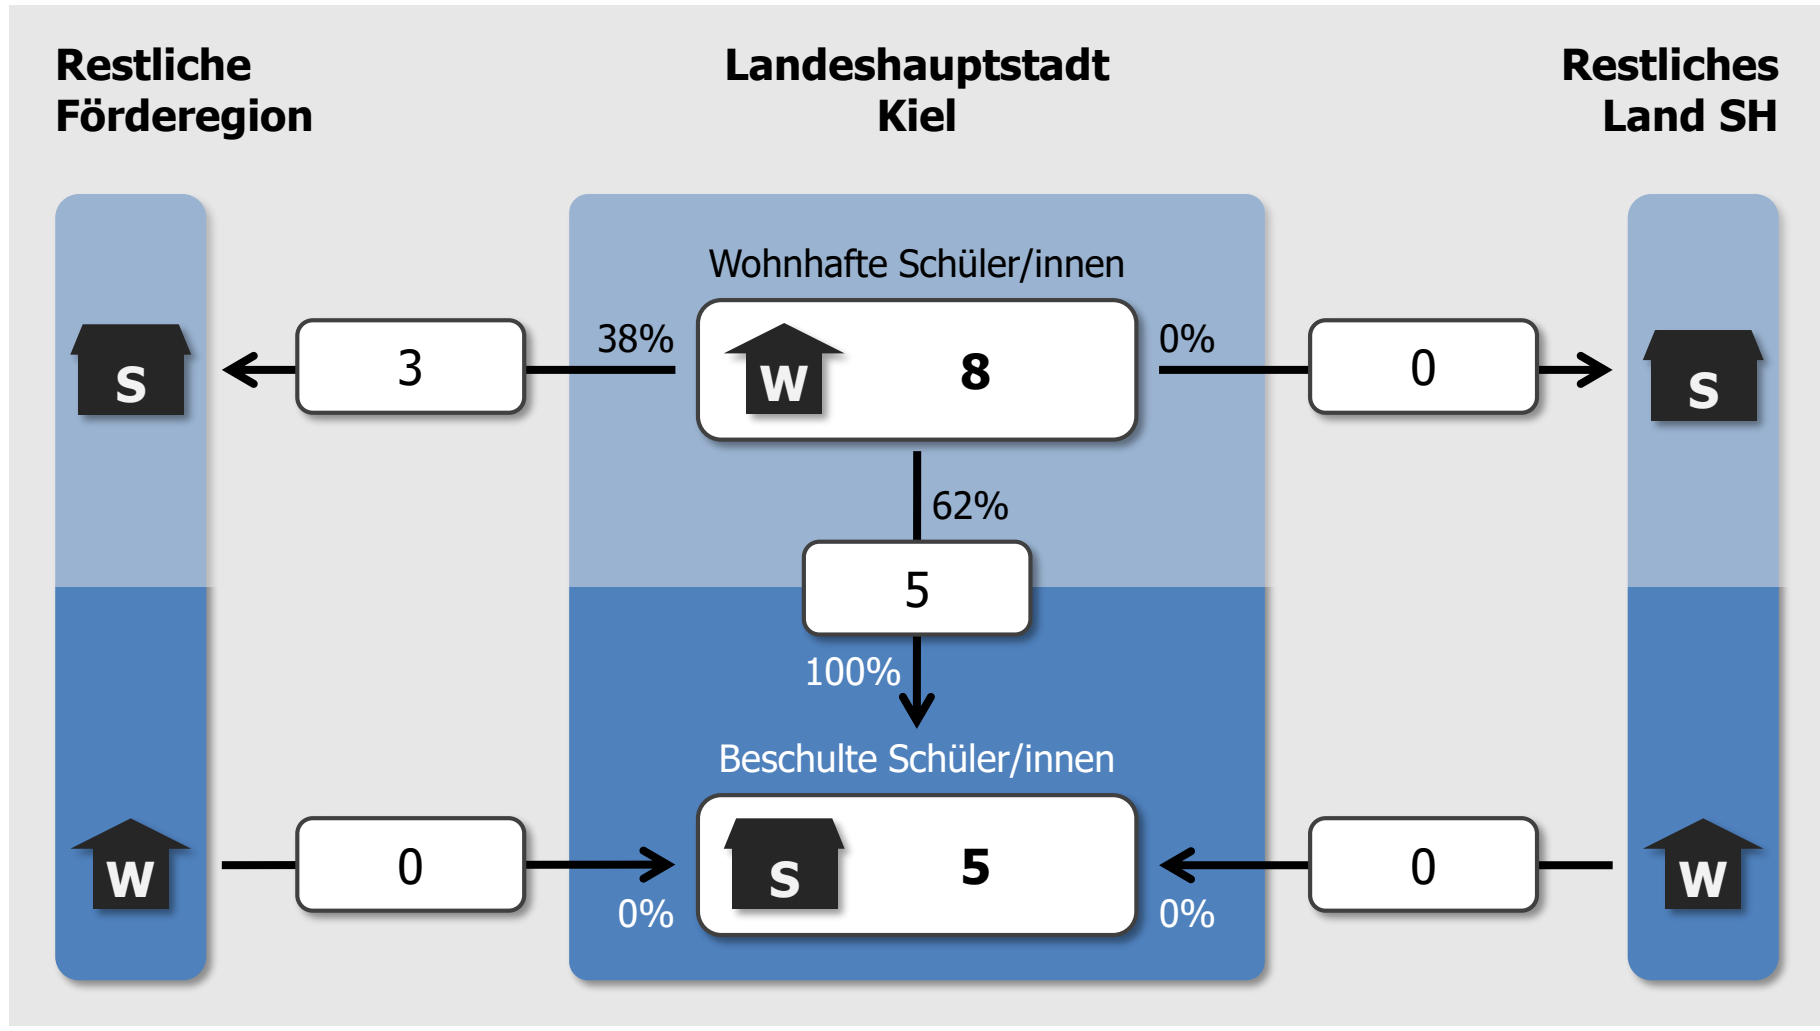 Restliche
Förderegion
Landeshauptstadt
Kiel
Restliches
Land SH
Wohnhafte Schüler/innen
S
3
38%
W
8
0%
0
S
62%
5
100%
Beschulte Schüler/innen
W
0
0%
S
5
0%
0
W